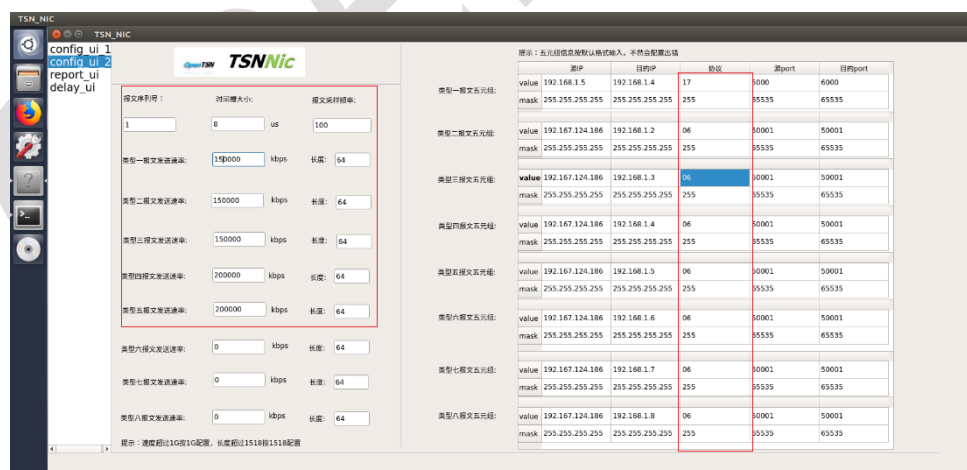 TSN_NIC
TSN_NIC
config_ui_1
config_ui_2
report_ui
delay_ui
OpenTSN TSNNic
报文序列号： 时间槽大小: 报文采样频率:
1 8 us 100
类型一报文发送速率: 150000 kbps 长度: 64
类型二报文发送速率: 150000 kbps 长度: 64
类型三报文发送速率: 150000 kbps 长度: 64
类型四报文发送速率: 200000 kbps 长度: 64
类型五报文发送速率: 200000 kbps 长度: 64
类型六报文发送速率: 0 kbps 长度: 64
类型七报文发送速率: 0 kbps 长度: 64
类型八报文发送速率: 0 kbps 长度: 64
提示：速度超过1G按1G配置，长度超过1518按1518配置
提示：五元组信息按默认格式输入。不然会配置出错
源IP 目的IP 协议 源port 目的port
类型一报文五元组:
value 192.168.1.5 192.168.1.4 17 5000 6000
mask 255.255.255.255 255.255.255.255 255 65535 65535
类型二报文五元组:
value 192.167.124.186 192.168.1.2 06 50001 50001
mask 255.255.255.255 255.255.255.255 255 65535 65535
类型三报文五元组:
value 192.167.124.186 192.168.1.3 06 50001 50001
mask 255.255.255.255 255.255.255.255 255 65535 65535
类型四报文五元组:
value 192.167.124.186 192.168.1.4 06 50001 50001
mask 255.255.255.255 255.255.255.255 255 65535 65535
类型五报文五元组:
value 192.167.124.186 192.168.1.5 06 50001 50001
mask 255.255.255.255 255.255.255.255 255 65535 65535
类型六报文五元组:
value 192.167.124.186 192.168.1.6 06 50001 50001
mask 255.255.255.255 255.255.255.255 255 65535 65535
类型七报文五元组:
value 192.167.124.186 192.168.1.7 06 50001 50001
mask 255.255.255.255 255.255.255.255 255 65535 65535
类型八报文五元组:
value 192.167.124.186 192.168.1.8 06 50001 50001
mask 255.255.255.255 255.255.255.255 255 65535 65535